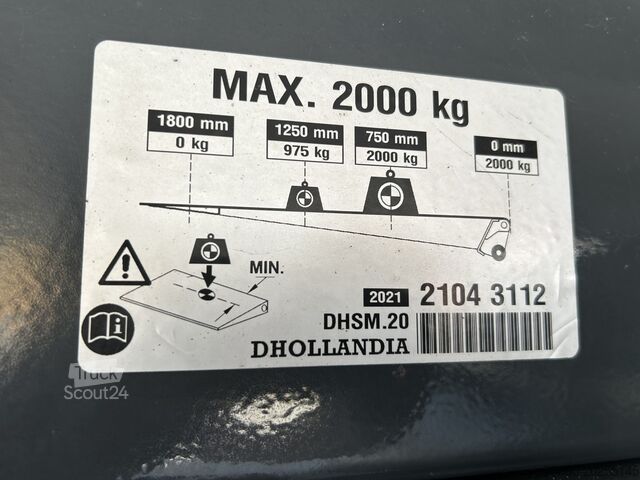 MAX. 2000 kg
1800 mm
0 kg
1250 mm
975 kg
750 mm
2000 kg
0 mm
2000 kg
MIN.
2021 2104 3112
DHSM.20
DHOLLANDIA
Truck
Scout24